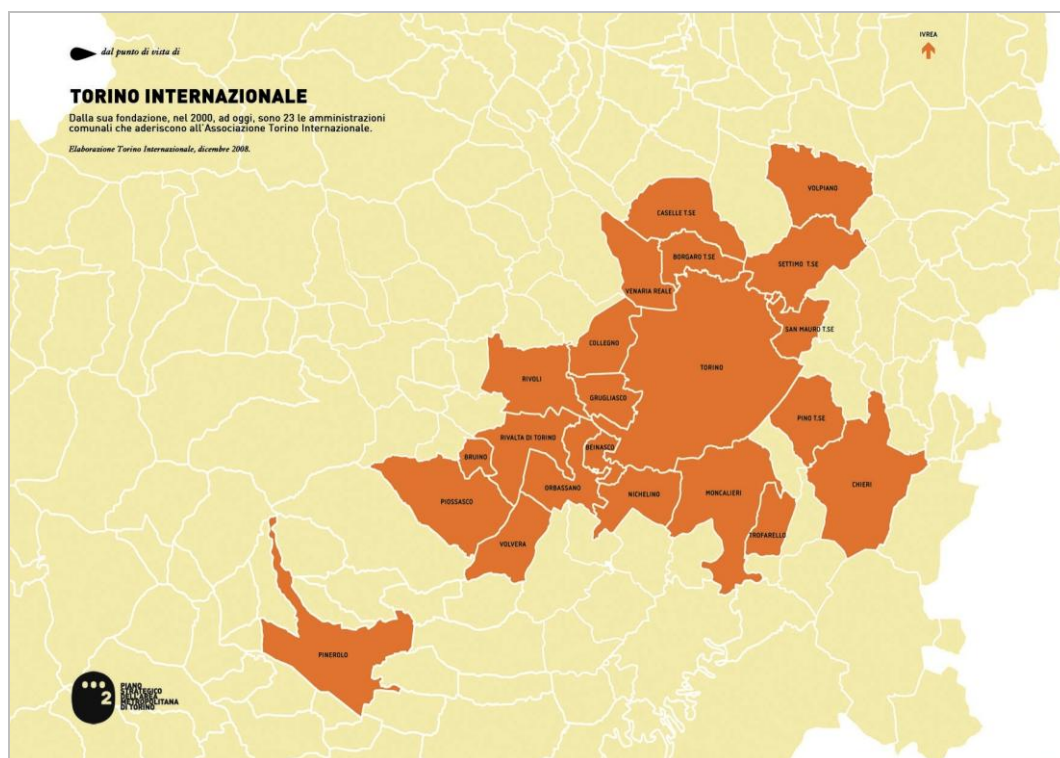 dal punto di vista di
IVREA
TORINO INTERNAZIONALE
Dalla sua fondazione, nel 2000, ad oggi, sono 23 le amministrazioni
comunali che aderiscono all'Associazione Torino Internazionale.
Elaborazione Torino Internazionale, dicembre 2008.
VOLPIANO
CASELLE T.SE
BORGARO T.SE
SETTIMO T.SE
VENARIA REALE
SAN MAURO T.SE
COLLEGNO
TORINO
RIVOLI
GRUGLIASCO
PINO T.SE
RIVALTA DI TORINO
BEINASCO
BRUINO
CHIERI
ORBASSANO
NICHELINO
MONCALIERI
PIOSSASCO
TROFARELLO
VOLVERA
PINEROLO
2
PIANO
STRATEGICO
DELL'AREA
METROPOLITANA
DI TORINO